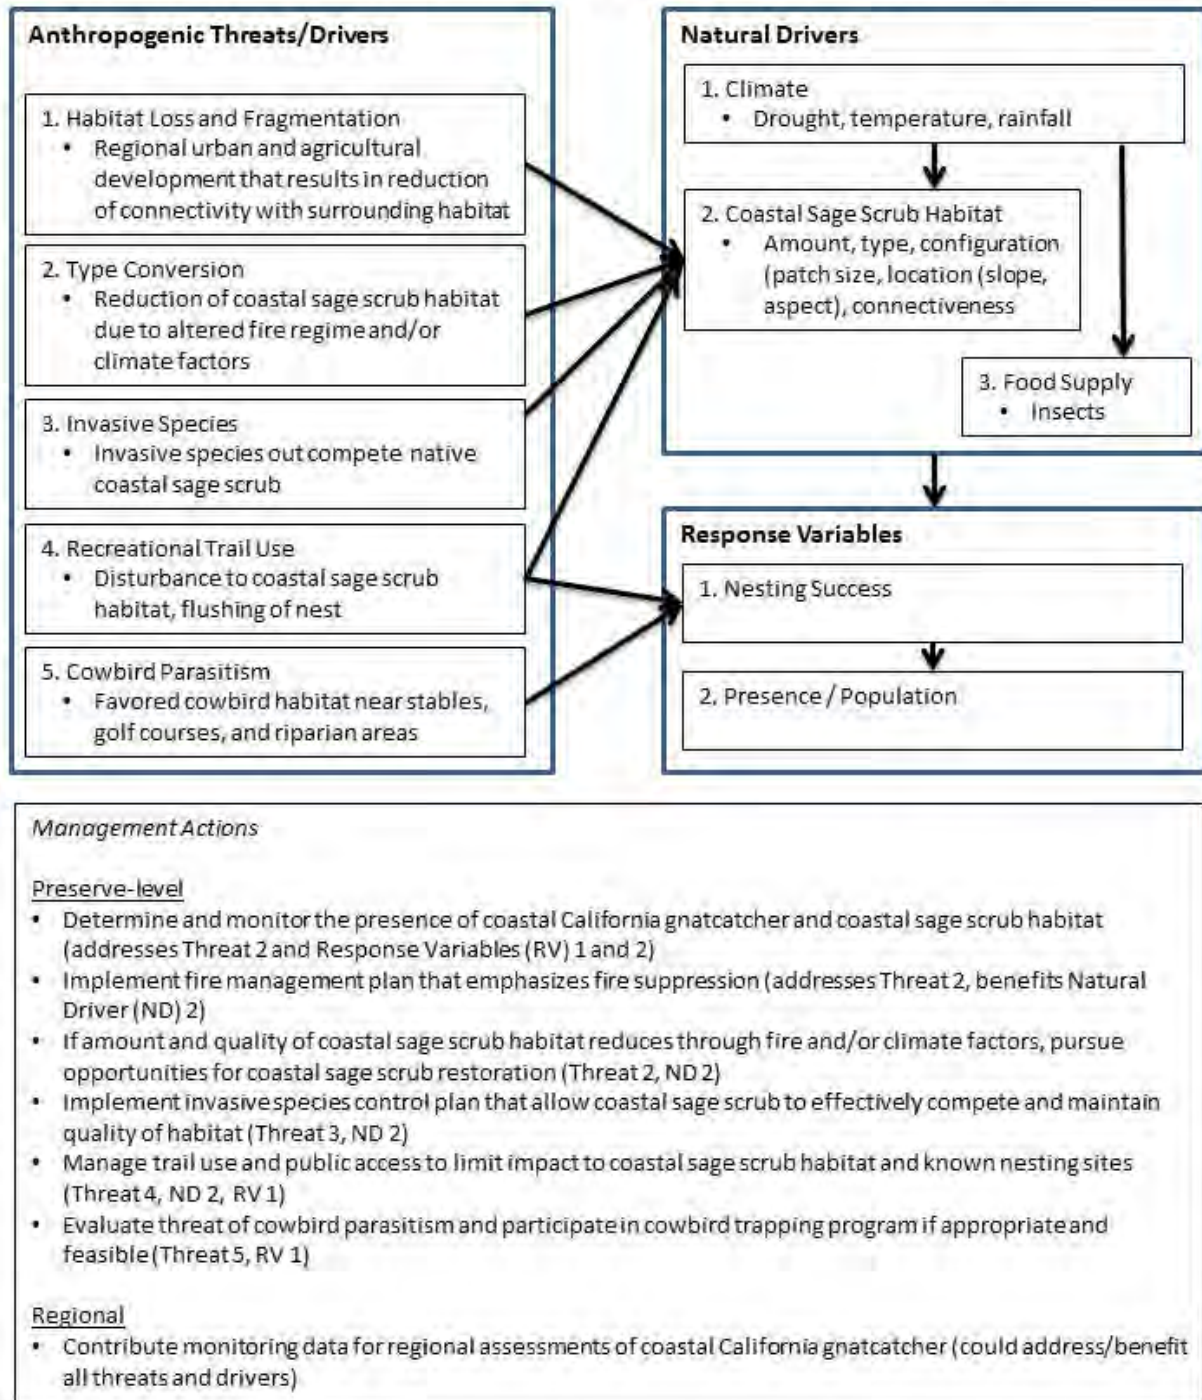 Anthropogenic Threats/Drivers
1. Habitat Loss and Fragmentation
• Regional urban and agricultural
development that results in reduction
of connectivity with surrounding habitat
2. Type Conversion
• Reduction of coastal sage scrub habitat
due to altered fire regime and/or
climate factors
3. Invasive Species
• Invasive species out compete native
coastal sage scrub
4. Recreational Trail Use
• Disturbance to coastal sage scrub
habitat, flushing of nest
5. Cowbird Parasitism
• Favored cowbird habitat near stables,
golf courses, and riparian areas
Natural Drivers
1. Climate
• Drought, temperature, rainfall
2. Coastal Sage Scrub Habitat
• Amount, type, configuration
(patch size, location (slope,
aspect), connectiveness
3. Food Supply
• Insects
Response Variables
1. Nesting Success
2. Presence / Population
Management Actions
Preserve-level
• Determine and monitor the presence of coastal California gnatcatcher and coastal sage scrub habitat
(addresses Threat 2 and Response Variables (RV) 1 and 2)
• Implement fire management plan that emphasizes fire suppression (addresses Threat 2, benefits Natural
Driver (ND) 2)
• If amount and quality of coastal sage scrub habitat reduces through fire and/or climate factors, pursue
opportunities for coastal sage scrub restoration (Threat 2, ND 2)
• Implement invasive species control plan that allow coastal sage scrub to effectively compete and maintain
quality of habitat (Threat 3, ND 2)
• Manage trail use and public access to limit impact to coastal sage scrub habitat and known nesting sites
(Threat 4, ND 2, RV 1)
• Evaluate threat of cowbird parasitism and participate in cowbird trapping program if appropriate and
feasible (Threat 5, RV 1)
Regional
• Contribute monitoring data for regional assessments of coastal California gnatcatcher (could address/benefit
all threats and drivers)